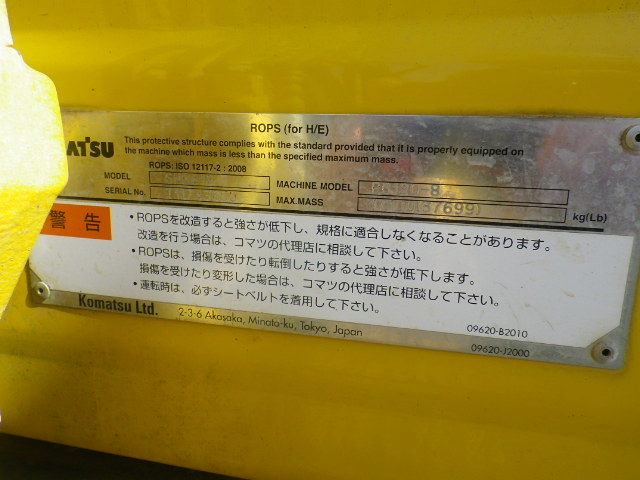 ROPS (for H/E)
ATSU
This protective structure complies with the standard provided that it is properly equipped on
the machine which mass is less than the specified maximum mass.
ROPS: ISO 12117-2 : 2008
MODEL
MACHINE MODEL
SERIAL No.
MAX.MASS
kg(Lb)
警告
・ROPSを改造すると強さが低下し、規格に適合しなくなることがあります。
改造を行う場合は、コマツの代理店に相談して下さい。
・ROPSは、損傷を受けたり転倒したりすると強さが低下します。
損傷を受けたり変形した場合は、コマツの代理店に相談して下さい。
・運転時は、必ずシートベルトを着用して下さい。
Komatsu Ltd.
2-3-6 Akasaka, Minato-ku, Tokyo, Japan
09620-B2010
09620-J2000